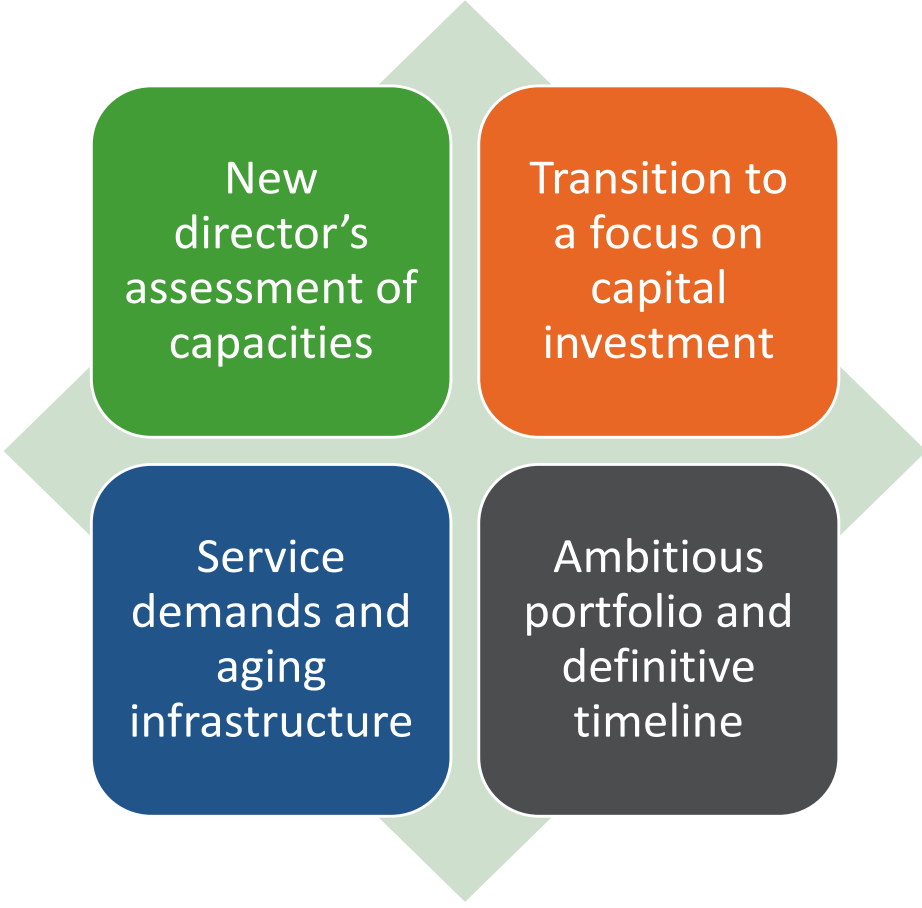 New
director’s
assessment of
capacities
Transition to
a focus on
capital
investment
Service
demands and
aging
infrastructure
Ambitious
portfolio and
definitive
timeline